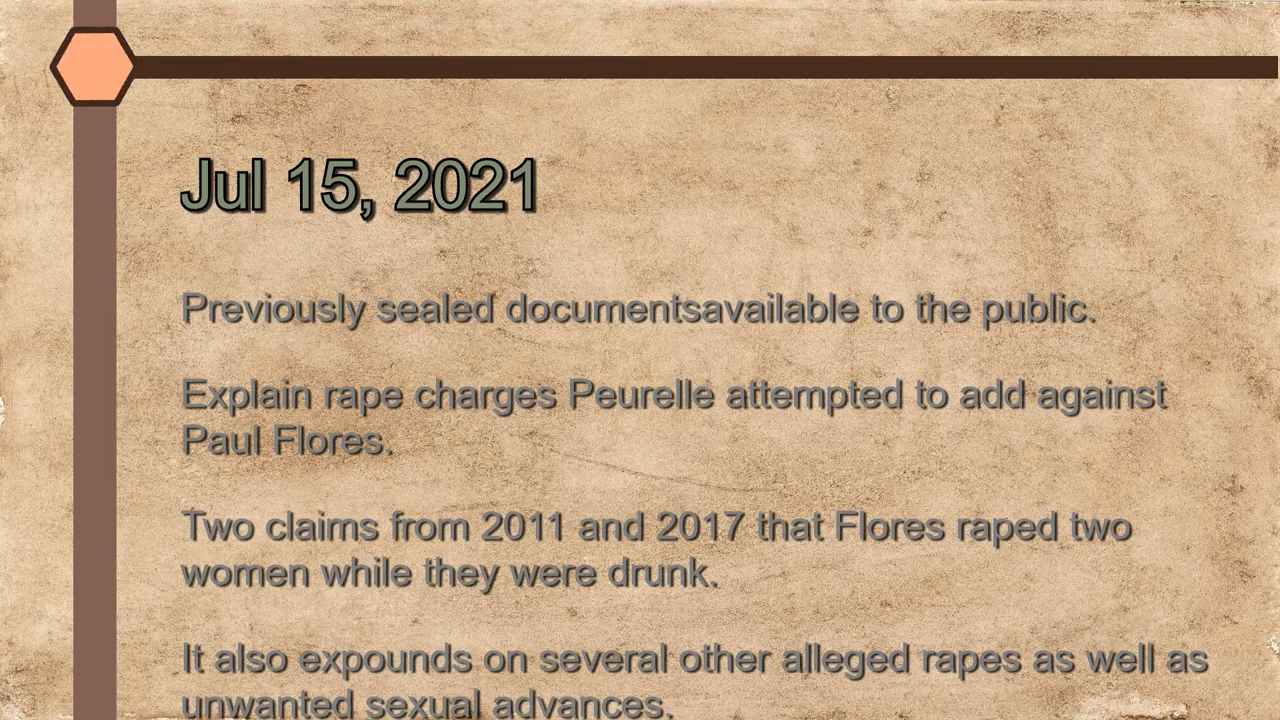 Jul 15, 2021
Previously sealed documentsavailable to the public.
Explain rape charges Peurelle attempted to add against
Paul Flores.
Two claims from 2011 and 2017 that Flores raped two
women while they were drunk.
It also expounds on several other alleged rapes as well as
unwanted sexual advances.